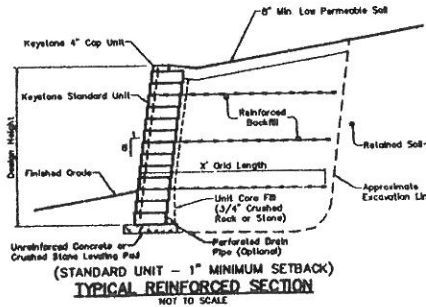 8" Min. Low Permeable Soil
Keystone 4" Cap Unit
Keystone Standard Unit
Reinforced
Backfill
Design Height
8
1
Retained Soil
X' Grid Length
Finished Grade
Unit Core Fill
(3/4" Crushed
Rock or Stone)
Approximate
Excavation Line
Unreinforced Concrete or
Crushed Stone Leveling Pad
Perforated Drain
Pipe (Optional)
(STANDARD UNIT - 1" MINIMUM SETBACK)
TYPICAL REINFORCED SECTION
NOT TO SCALE